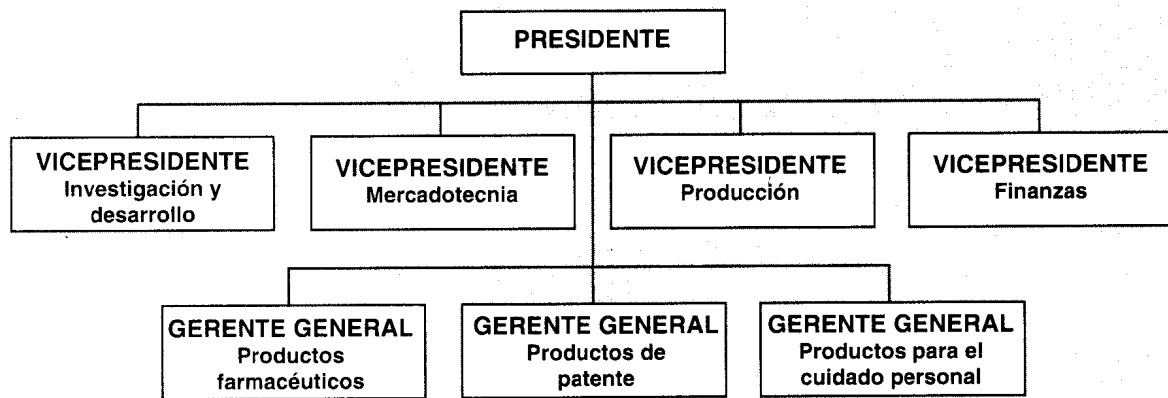 PRESIDENTE
VICEPRESIDENTE
Investigación y
desarrollo
VICEPRESIDENTE
Mercadotecnia
VICEPRESIDENTE
Producción
VICEPRESIDENTE
Finanzas
GERENTE GENERAL
Productos
farmacéuticos
GERENTE GENERAL
Productos de
patente
GERENTE GENERAL
Productos para el
cuidado personal